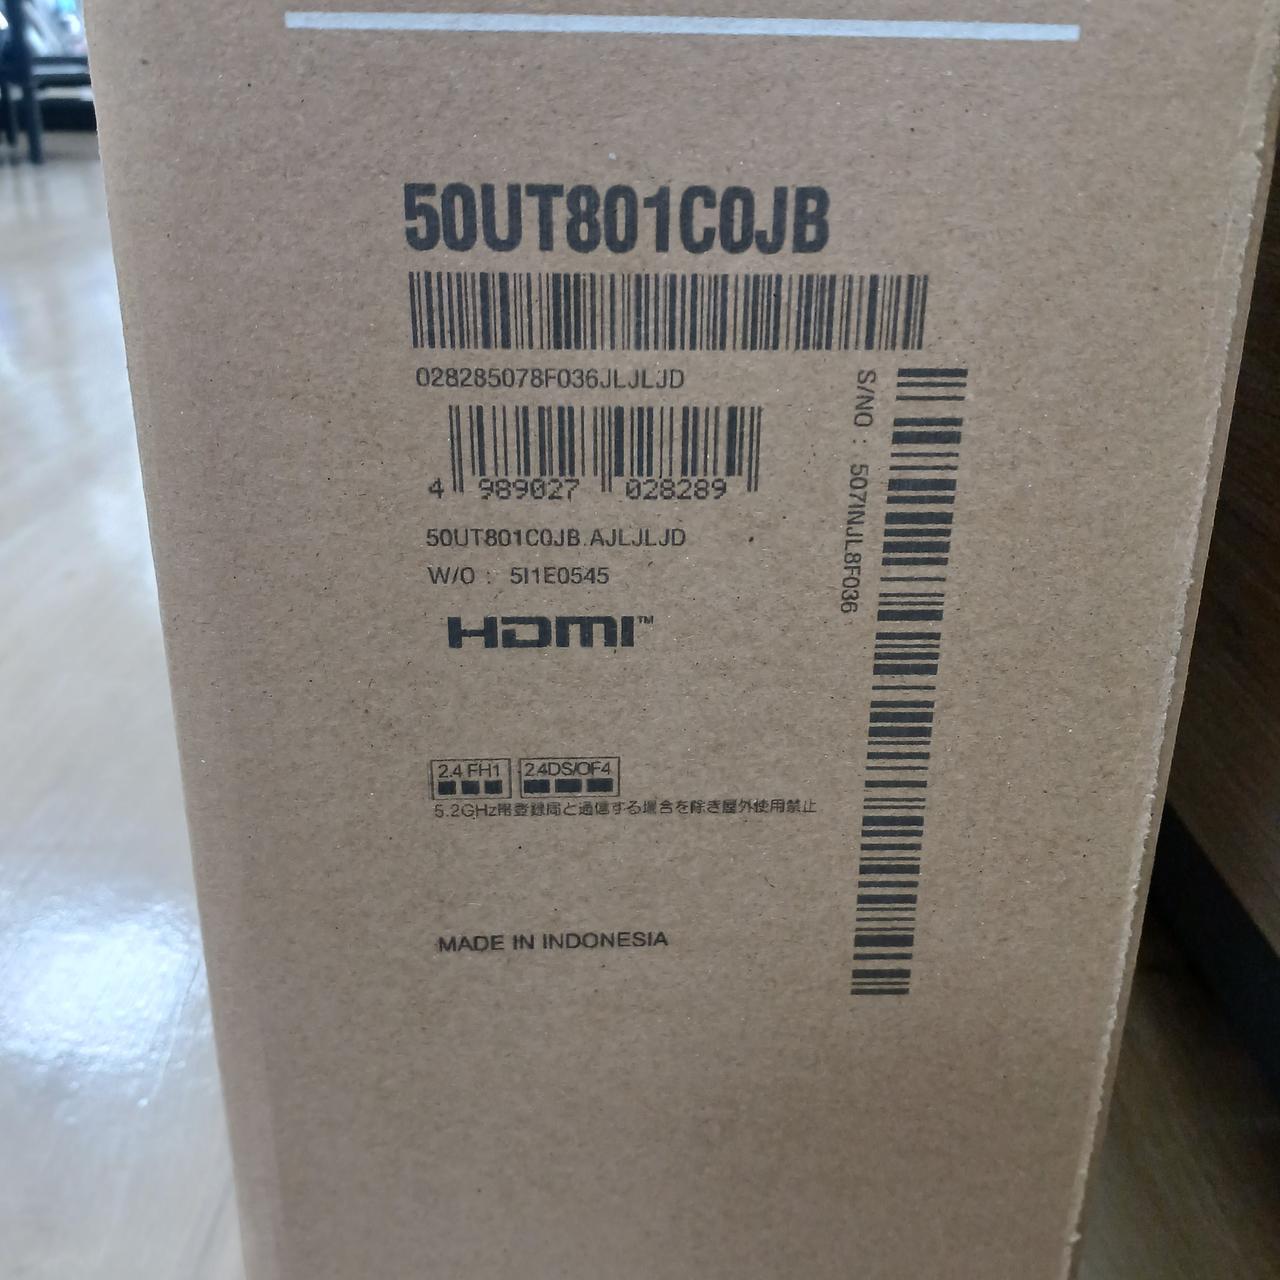 50UT801C0JB
028285078F036JLJLJD
4 989027 028289
50UT801C0JB.AJLJLJD
W/O : 5I1E0545
HDMI™
2.4 FH1 2.4DS/OF4
5.2GHz帯登録局と通信する場合を除き屋外使用禁止
MADE IN INDONESIA
S/NO : 507INJL8F036